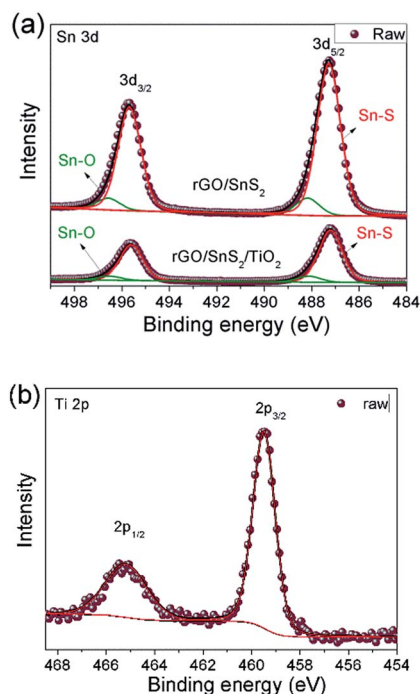 (a)
Sn 3d
Raw
3d5/2
3d3/2
Sn-S
Sn-O
rGO/SnS2
Sn-O
Sn-S
rGO/SnS2/TiO2
Intensity
498 496 494 492 490 488 486 484
Binding energy (eV)
(b)
Ti 2p
raw
2p3/2
2p1/2
Intensity
468 466 464 462 460 458 456 454
Binding energy (eV)